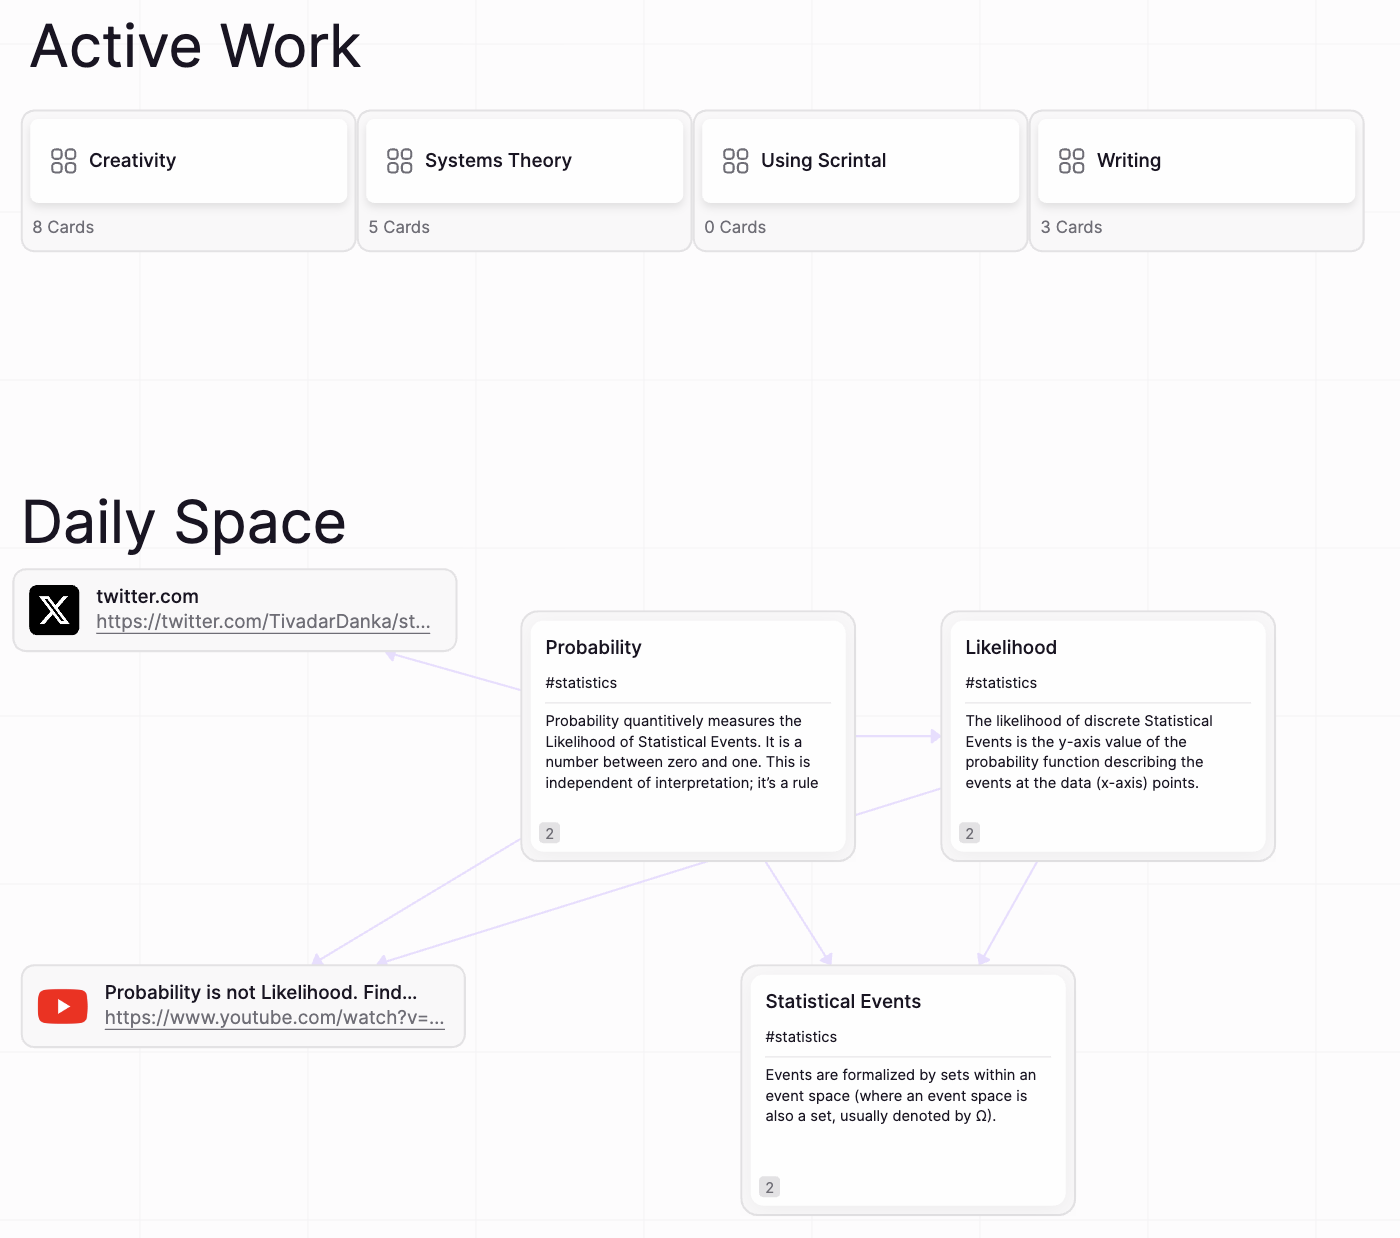 Active Work
Creativity
8 Cards
Systems Theory
5 Cards
Using Scrintal
0 Cards
Writing
3 Cards
Daily Space
twitter.com
https://twitter.com/TivadarDanka/st...
Probability
#statistics
Probability quantitively measures the
Likelihood of Statistical Events. It is a
number between zero and one. This is
independent of interpretation; it’s a rule
2
Likelihood
#statistics
The likelihood of discrete Statistical
Events is the y-axis value of the
probability function describing the
events at the data (x-axis) points.
2
Probability is not Likelihood. Find...
https://www.youtube.com/watch?v=...
Statistical Events
#statistics
Events are formalized by sets within an
event space (where an event space is
also a set, usually denoted by Ω).
2